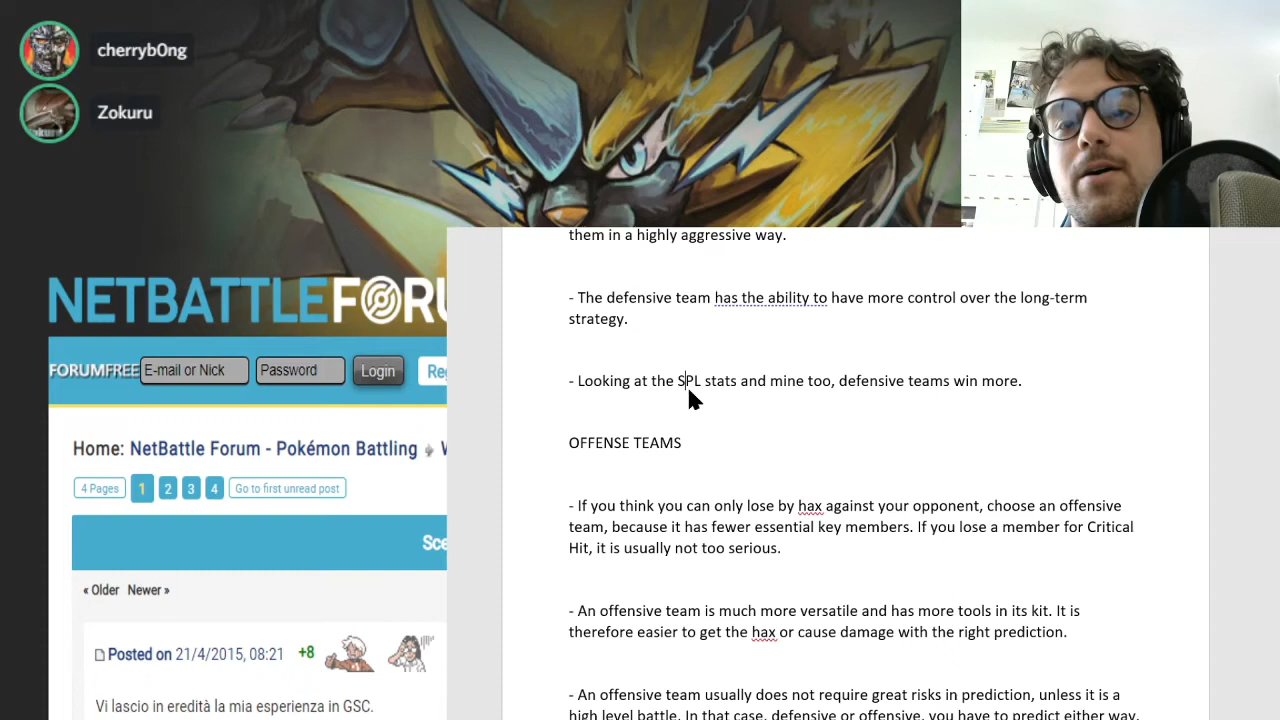 cherryb0ng
Zokuru
NETBATTLEFORU
FORUMFREE
E-mail or Nick
Password
Login
Reg
Home: NetBattle Forum - Pokémon Battling
4 Pages
1
2
3
4
Go to first unread post
Sce
« Older Newer »
Posted on 21/4/2015, 08:21
+8
Vi lascio in eredità la mia esperienza in GSC.
them in a highly aggressive way.
- The defensive team has the ability to have more control over the long-term
strategy.
- Looking at the SPL stats and mine too, defensive teams win more.
OFFENSE TEAMS
- If you think you can only lose by hax against your opponent, choose an offensive
team, because it has fewer essential key members. If you lose a member for Critical
Hit, it is usually not too serious.
- An offensive team is much more versatile and has more tools in its kit. It is
therefore easier to get the hax or cause damage with the right prediction.
- An offensive team usually does not require great risks in prediction, unless it is a
high level battle. In that case, defensive or offensive, you have to predict either way.